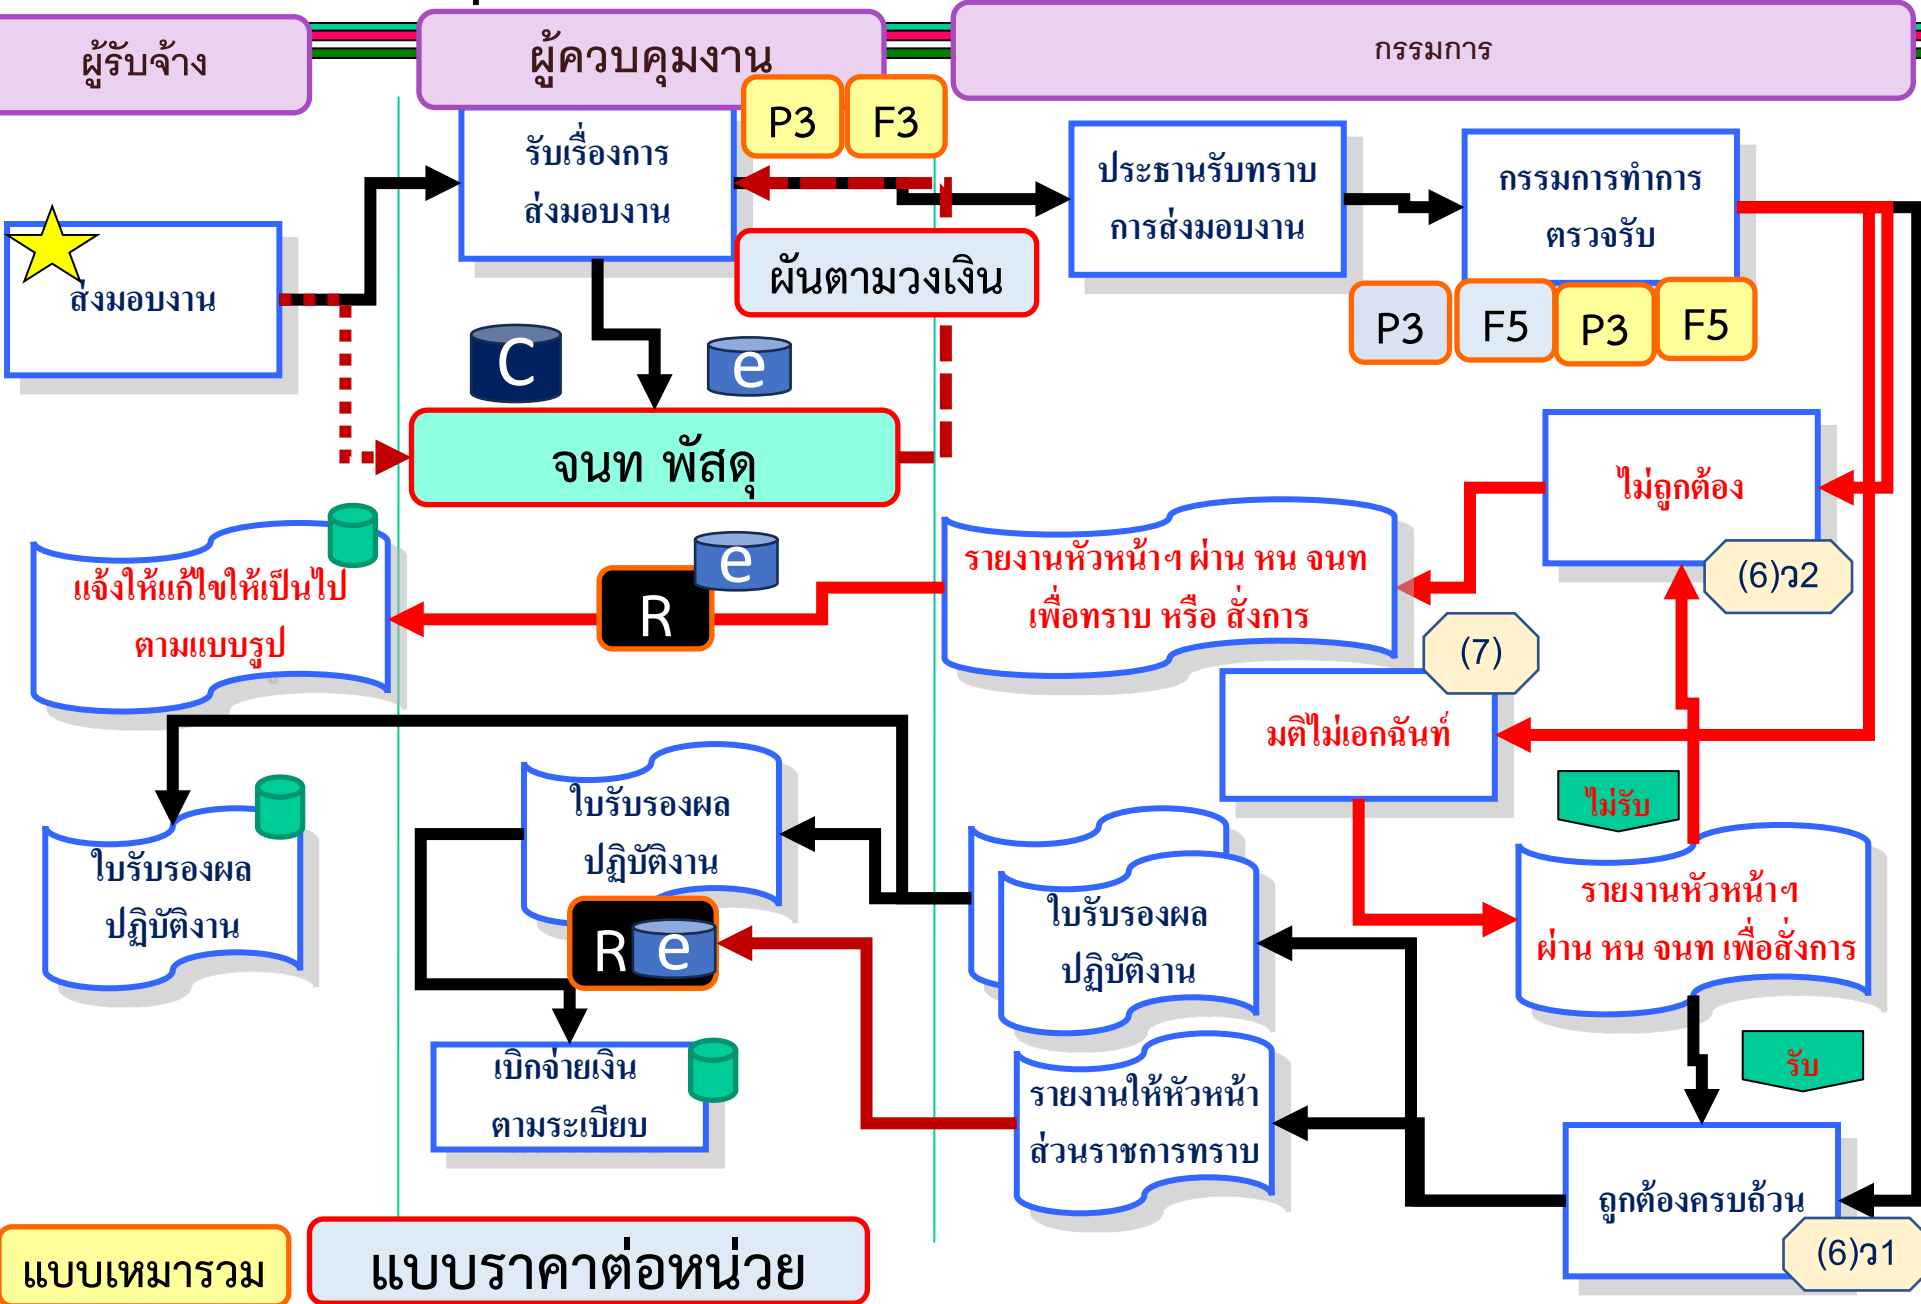 ผู้รับจ้าง
ผู้ควบคุมงาน
กรรมการ
P3
F3
รับเรื่องการ
ส่งมอบงาน
ประธานรับทราบ
การส่งมอบงาน
กรรมการทำการ
ตรวจรับ
ส่งมอบงาน
ผันตามวงเงิน
P3
F5
P3
F5
C
e
จนท พัสดุ
ไม่ถูกต้อง
(6)ว2
แจ้งให้แก้ไขให้เป็นไป
ตามแบบรูป
R
e
รายงานหัวหน้าฯ ผ่าน หน จนท
เพื่อทราบ หรือ สั่งการ
(7)
มติไม่เอกฉันท์
ไม่รับ
ใบรับรองผล
ปฏิบัติงาน
ใบรับรองผล
ปฏิบัติงาน
R
e
ใบรับรองผล
ปฏิบัติงาน
รายงานหัวหน้าฯ
ผ่าน หน จนท เพื่อสั่งการ
รับ
เบิกจ่ายเงิน
ตามระเบียบ
รายงานให้หัวหน้า
ส่วนราชการทราบ
ถูกต้องครบถ้วน
(6)ว1
แบบเหมารวม
แบบราคาต่อหน่วย